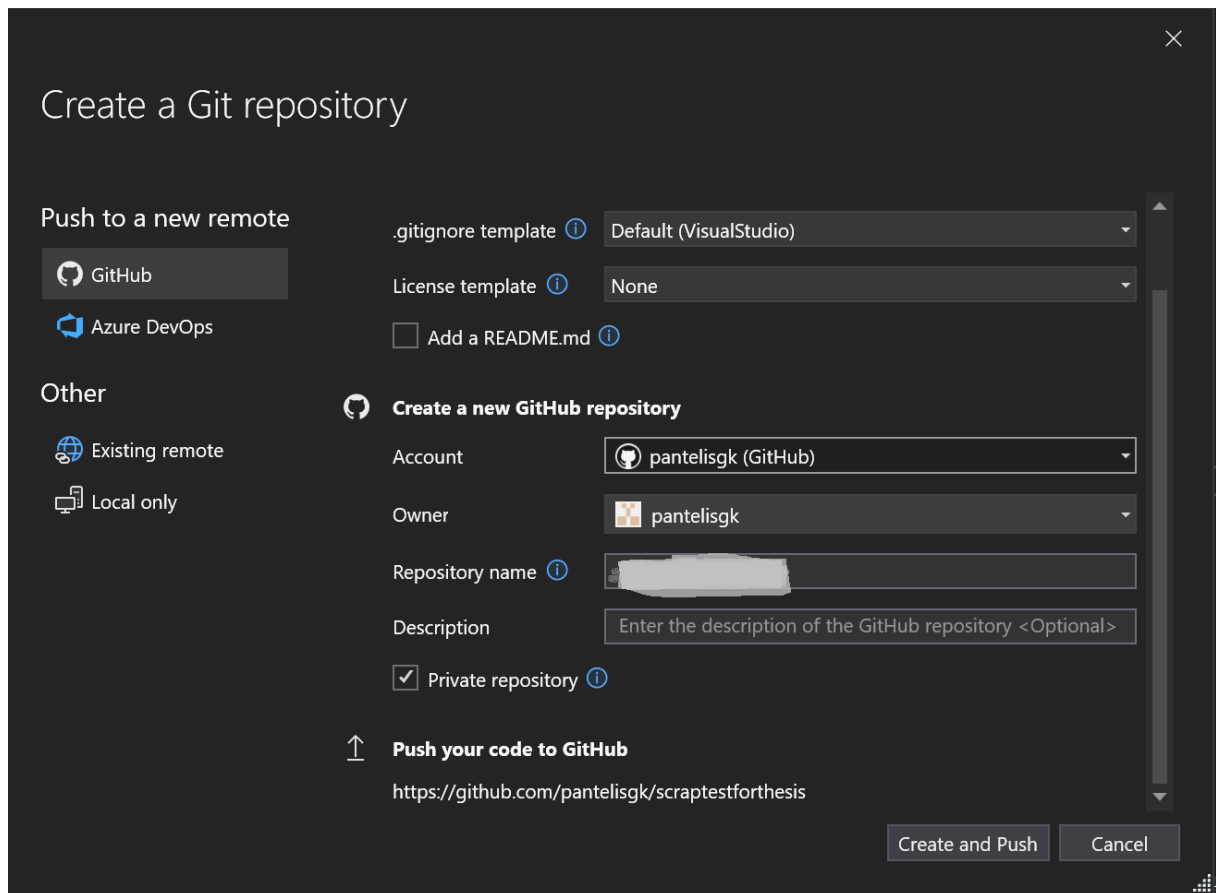 Create a Git repository
Push to a new remote
GitHub
Azure DevOps
Other
Existing remote
Local only
.gitignore template Default (VisualStudio)
License template None
Add a README.md
Create a new GitHub repository
Account pantelisgk (GitHub)
Owner pantelisgk
Repository name
Description Enter the description of the GitHub repository <Optional>
Private repository
Push your code to GitHub
https://github.com/pantelisgk/scraptestforthesis
Create and Push Cancel